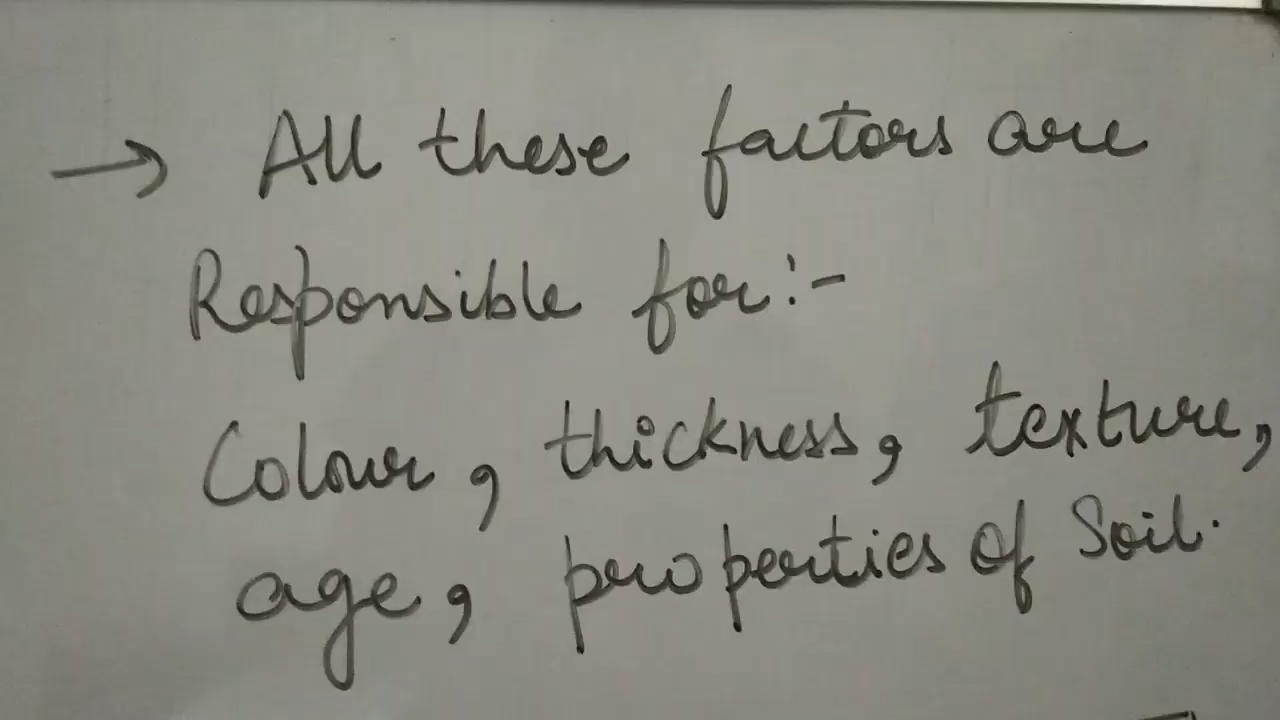 → All these factors are
Responsible for:-
Colour, thickness, texture,
age, properties of Soil.